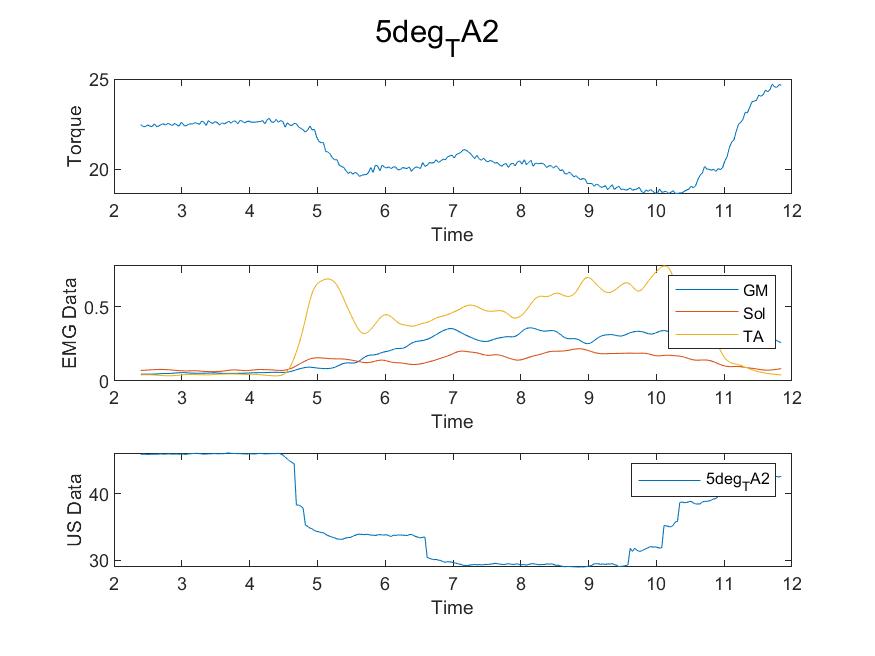 5deg_TA2
25
20
Torque
2 3 4 5 6 7 8 9 10 11 12
Time
0.5
0
EMG Data
GM
Sol
TA
2 3 4 5 6 7 8 9 10 11 12
Time
40
30
US Data
5deg_TA2
2 3 4 5 6 7 8 9 10 11 12
Time